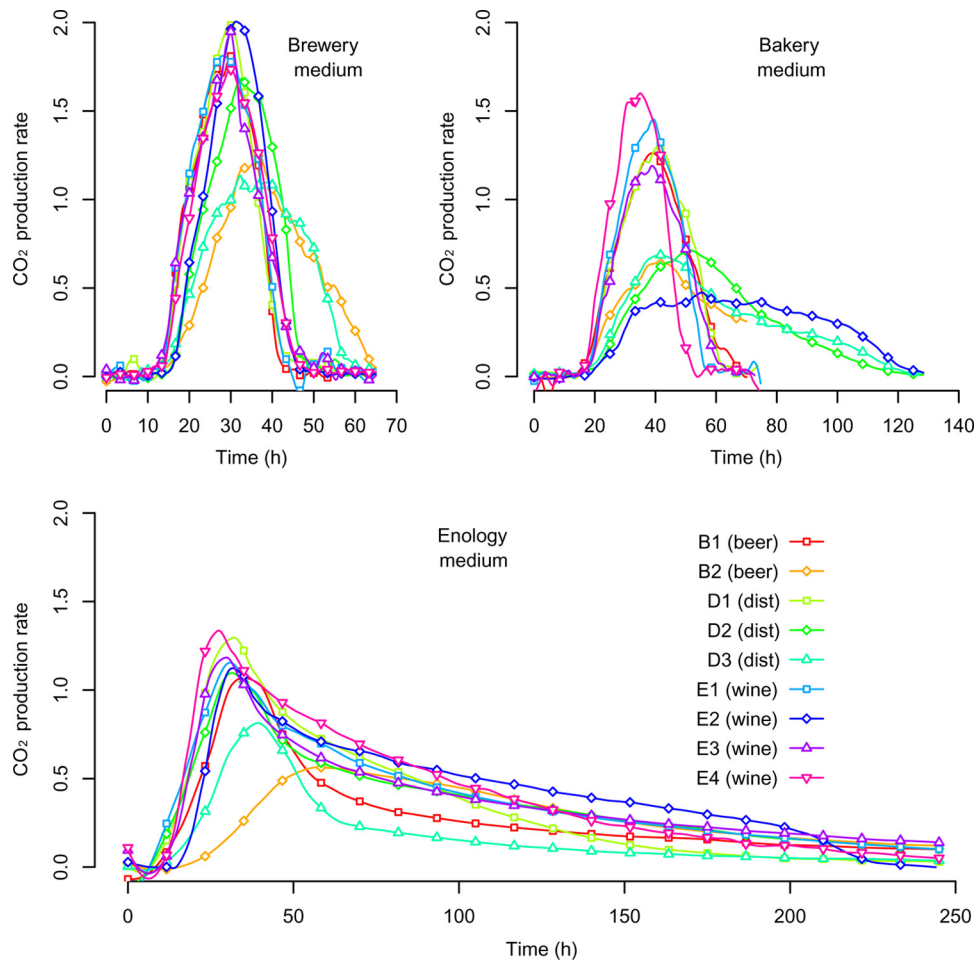 Brewery
medium
CO₂ production rate
2.0
1.5
1.0
0.5
0.0
0 10 20 30 40 50 60 70
Time (h)
Bakery
medium
CO₂ production rate
2.0
1.5
1.0
0.5
0.0
0 20 40 60 80 100 120 140
Time (h)
Enology
medium
CO₂ production rate
2.0
1.5
1.0
0.5
0.0
0 50 100 150 200 250
Time (h)
B1 (beer)
B2 (beer)
D1 (dist)
D2 (dist)
D3 (dist)
E1 (wine)
E2 (wine)
E3 (wine)
E4 (wine)